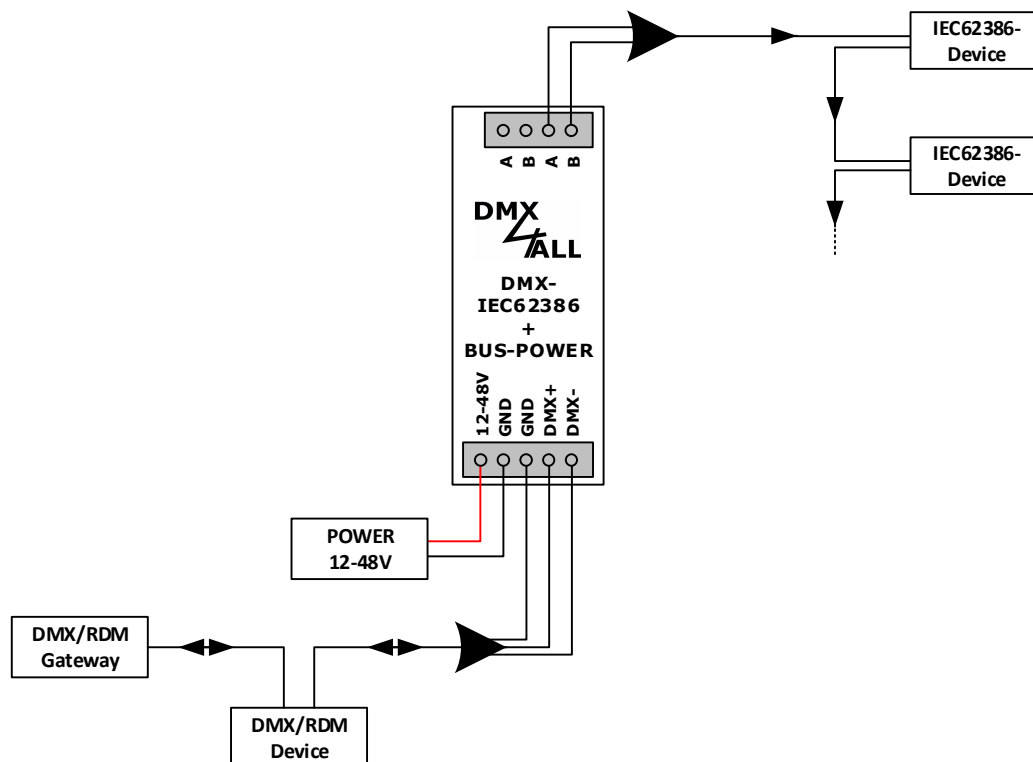 IEC62386-
Device
IEC62386-
Device
A
B
A
B
DMX
4ALL
DMX-
IEC62386
+
BUS-POWER
12-48V
GND
GND
DMX+
DMX-
POWER
12-48V
DMX/RDM
Gateway
DMX/RDM
Device